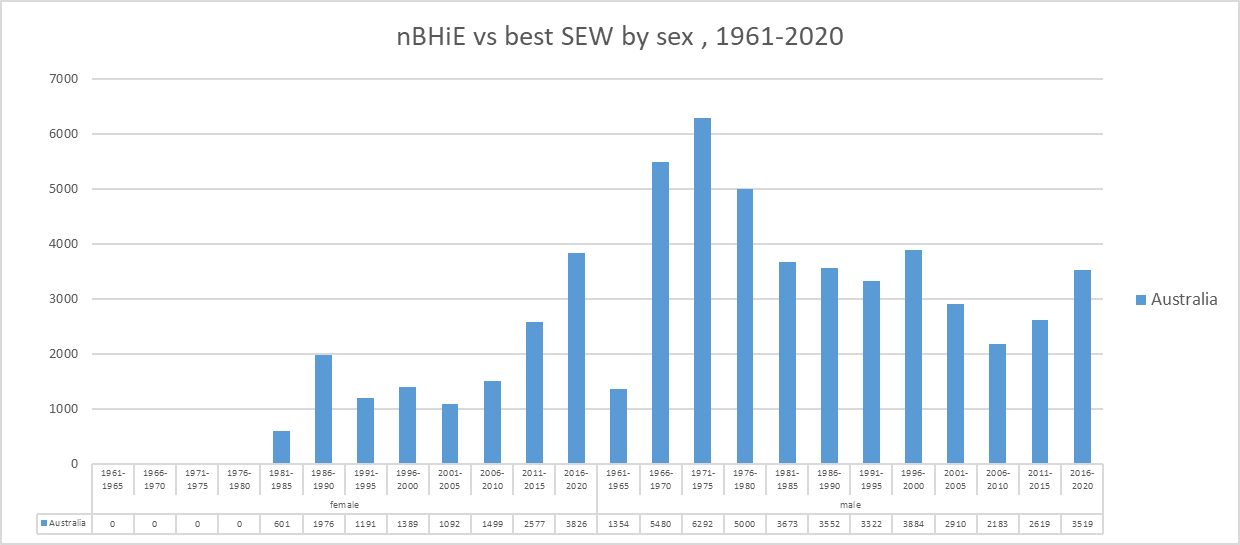 nBHiE vs best SEW by sex , 1961-2020
7000
6000
5000
4000
3000
2000
1000
0
Australia
1961- 1966- 1971- 1976- 1981- 1986- 1991- 1996- 2001- 2006- 2011- 2016- 1961- 1966- 1971- 1976- 1981- 1986- 1991- 1996- 2001- 2006- 2011- 2016-
1965 1970 1975 1980 1985 1990 1995 2000 2005 2010 2015 2020 1965 1970 1975 1980 1985 1990 1995 2000 2005 2010 2015 2020
female male
Australia 0 0 0 0 601 1976 1191 1389 1092 1499 2577 3826 1354 5480 6292 5000 3673 3552 3322 3884 2910 2183 2619 3519